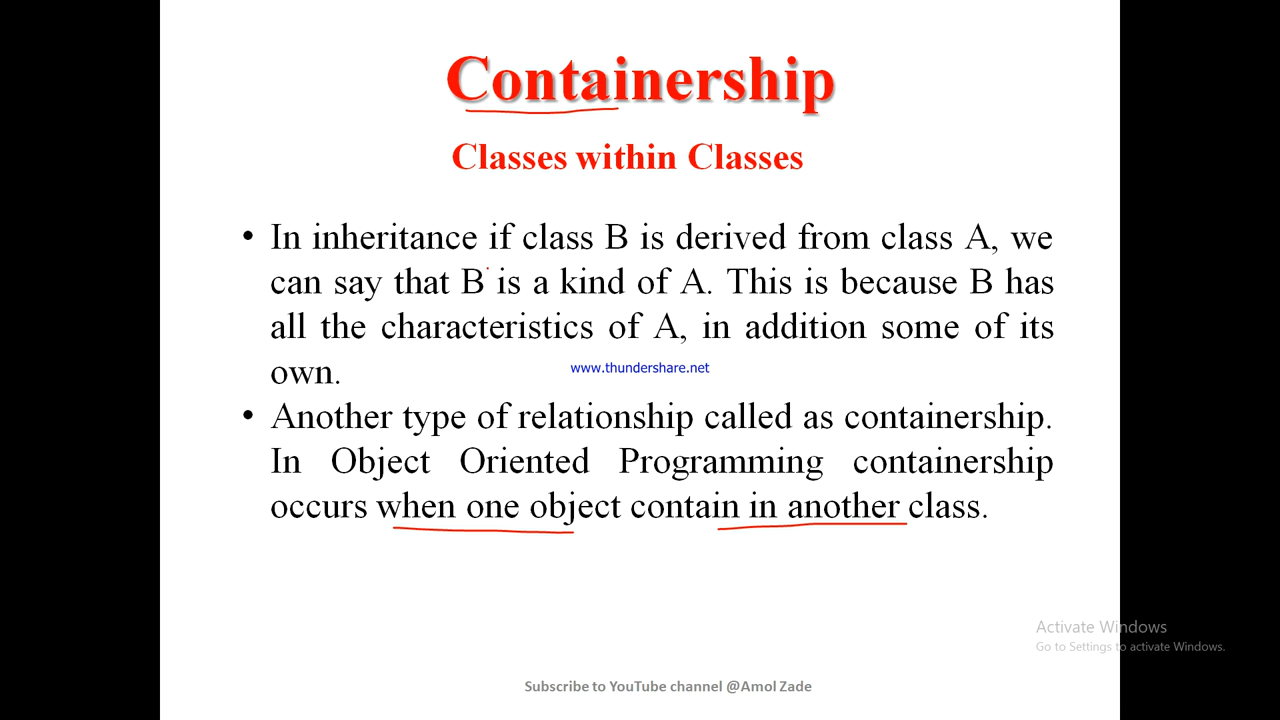 Containership
Classes within Classes
• In inheritance if class B is derived from class A, we
can say that B is a kind of A. This is because B has
all the characteristics of A, in addition some of its
own.
www.thundershare.net
• Another type of relationship called as containership.
In Object Oriented Programming containership
occurs when one object contain in another class.
Activate Windows
Go to Settings to activate Windows.
Subscribe to YouTube channel @Amol Zade